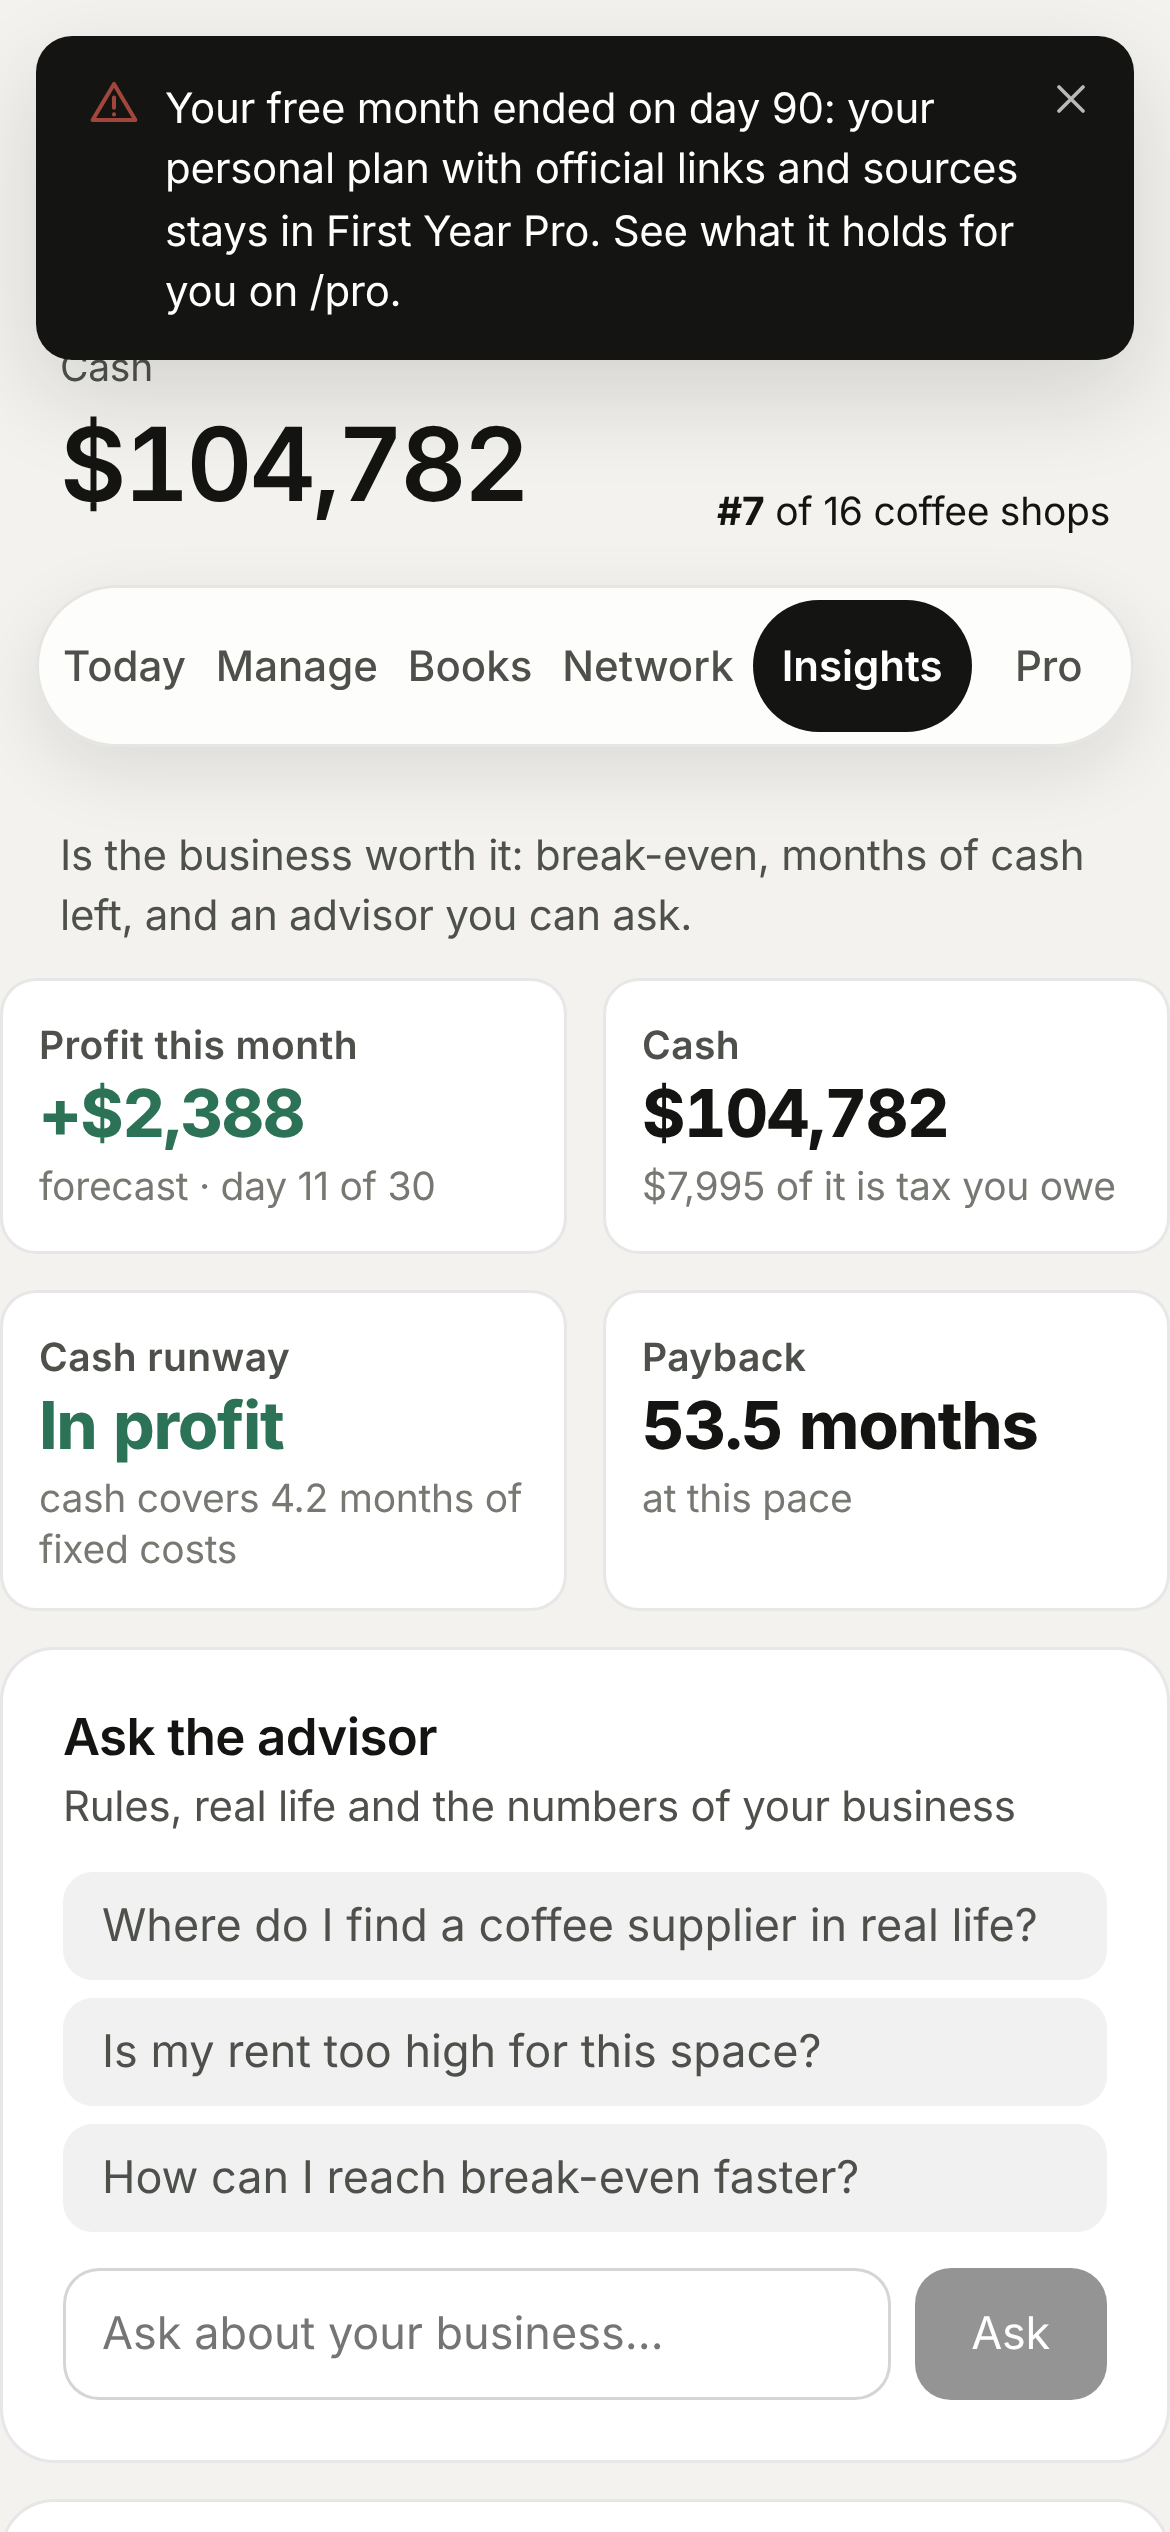 Your free month ended on day 90: your
personal plan with official links and sources
stays in First Year Pro. See what it holds for
you on /pro.
Cash
$104,782
#7 of 16 coffee shops
Today Manage Books Network Insights Pro
Is the business worth it: break-even, months of cash
left, and an advisor you can ask.
Profit this month
+$2,388
forecast · day 11 of 30
Cash
$104,782
$7,995 of it is tax you owe
Cash runway
In profit
cash covers 4.2 months of
fixed costs
Payback
53.5 months
at this pace
Ask the advisor
Rules, real life and the numbers of your business
Where do I find a coffee supplier in real life?
Is my rent too high for this space?
How can I reach break-even faster?
Ask about your business...
Ask